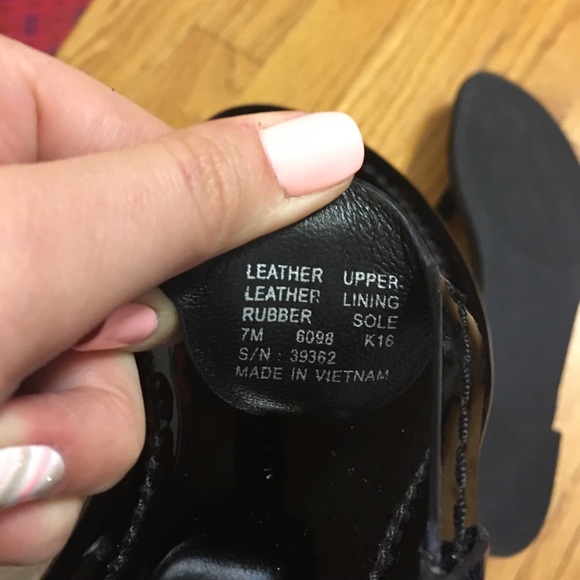 LEATHER UPPER
LEATHER LINING
RUBBER SOLE
7M 6098 K16
S/N : 39362
MADE IN VIETNAM